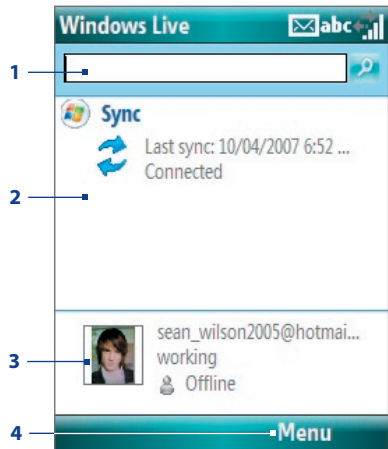 Windows Live abc
1
Sync
Last sync: 10/04/2007 6:52 ...
Connected
2
sean_wilson2005@hotmai...
working
3
Offline
4 Menu